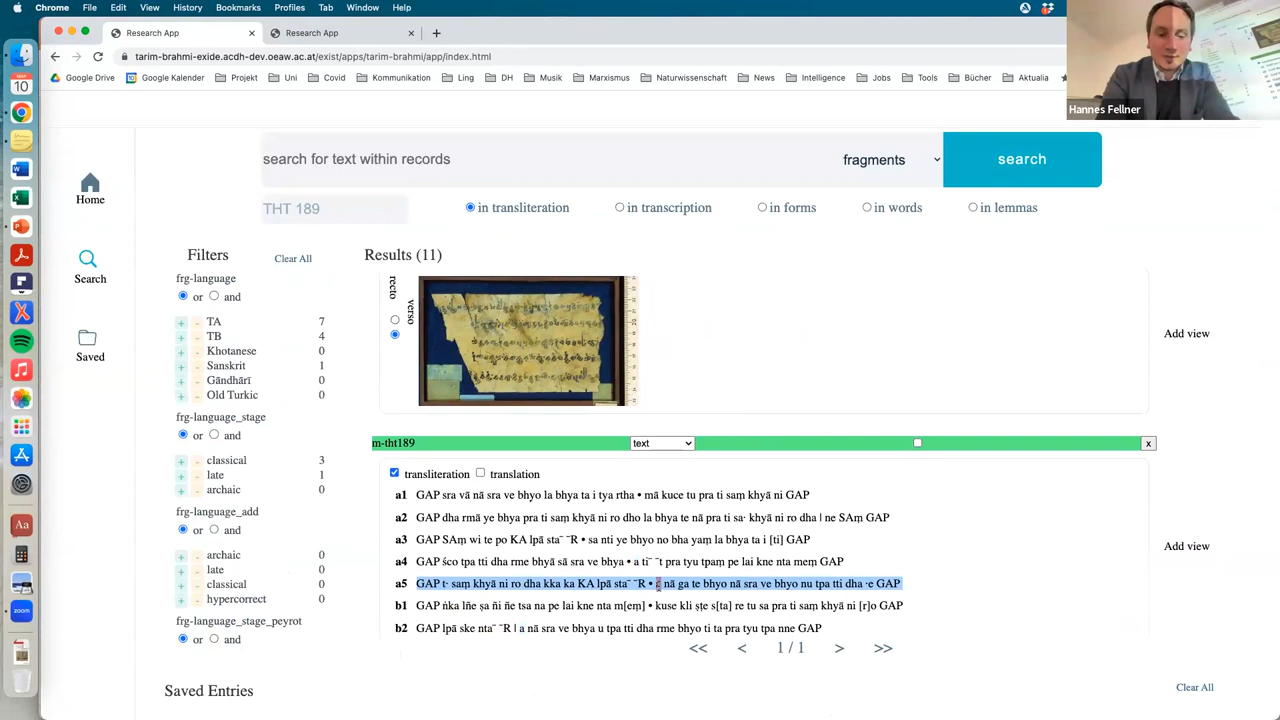 Chrome File Edit View History Bookmarks Profiles Tab Window Help
Research App Research App
tarim-brahmi-exide.acdh-dev.oeaw.ac.at/exist/apps/tarim-brahmi/app/index.html
Google Drive Google Kalender Projekt Uni Covid Kommunikation Ling DH Musik Marxismus Naturwissenschaft News Intelligence Jobs Tools Bücher Aktualia
Hannes Fellner
search for text within records fragments search
THT 189 in transliteration in transcription in forms in words in lemmas
Home
Search
Saved
Filters Clear All
frg-language
or and
+ - TA 7
+ - TB 4
+ - Khotanese 0
+ - Sanskrit 1
+ - Gāndhārī 0
+ - Old Turkic 0
frg-language_stage
or and
+ - classical 3
+ - late 1
+ - archaic 0
frg-language_add
or and
+ - archaic 0
+ - late 0
+ - classical 0
+ - hypercorrect 0
frg-language_stage_peyrot
or and
Results (11)
recto
verso
Add view
m-tht189 text x
transliteration translation
a1 GAP sra vā nā sra ve bhyo la bhya ta i tya rtha • mā kuce tu pra ti saṃ khyā ni GAP
a2 GAP dha rmā ye bhya pra ti saṃ khyā ni ro dho la bhya te nā pra ti sa· khyā ni ro dha | ne SAṃ GAP
a3 GAP SAṃ wi te po KA lpā sta¯ ¯R • sa nti ye bhyo no bha yaṃ la bhya ta i [ti] GAP
a4 GAP śco tpa tti dha rme bhyā sā sra ve bhya • a ti¯ ¯t pra tyu tpaṃ pe lai kne nta meṃ GAP
a5 GAP t· saṃ khyā ni ro dha kka ka KA lpā sta¯ ¯R • nā ga te bhyo nā sra ve bhyo nu tpa tti dha ·e GAP
b1 GAP ṅka lñe ṣa ñi ñe tsa na pe lai kne nta m[eṃ] • kuse kli ṣṭe s[ta] re tu sa pra ti saṃ khyā ni [r]o GAP
b2 GAP lpā ske nta¯ ¯R | a nā sra ve bhya u tpa tti dha rme bhyo ti ta pra tyu tpa nne GAP
Add view
<< < 1 / 1 > >>
Saved Entries Clear All